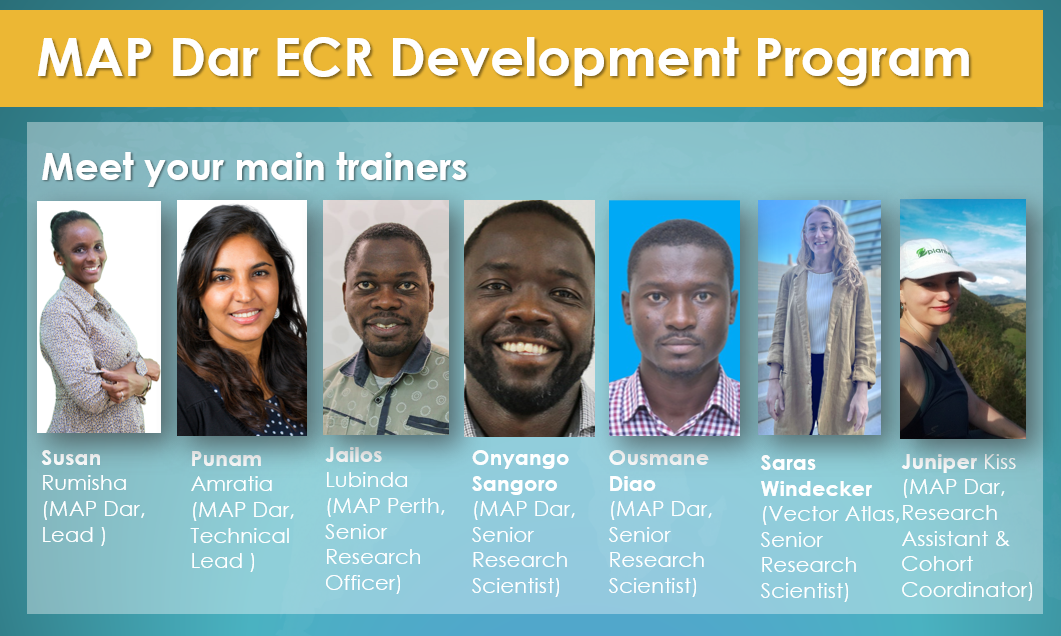 MAP Dar ECR Development Program
Meet your main trainers
Susan
Rumisha
(MAP Dar,
Lead )
Punam
Amratia
(MAP Dar,
Technical
Lead )
Jailos
Lubinda
(MAP Perth,
Senior
Research
Officer)
Onyango
Sangoro
(MAP Dar,
Senior
Research
Scientist)
Ousmane
Diao
(MAP Dar,
Senior
Research
Scientist)
Saras
Windecker
(Vector Atlas,
Senior
Research
Scientist)
Juniper Kiss
(MAP Dar,
Research
Assistant &
Cohort
Coordinator)